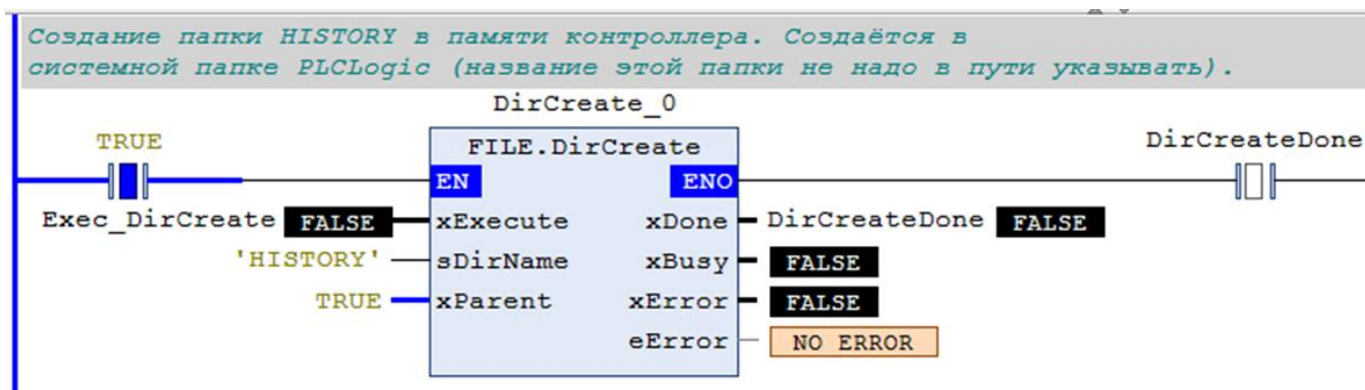 Создание папки HISTORY в памяти контроллера. Создаётся в
системной папке PLCLogic (название этой папки не надо в пути указывать).
DirCreate_0
TRUE FILE.DirCreate DirCreateDone
EN ENO
Exec_DirCreate FALSE xExecute xDone DirCreateDone FALSE
'HISTORY' sDirName xBusy FALSE
TRUE xParent xError FALSE
eError NO ERROR